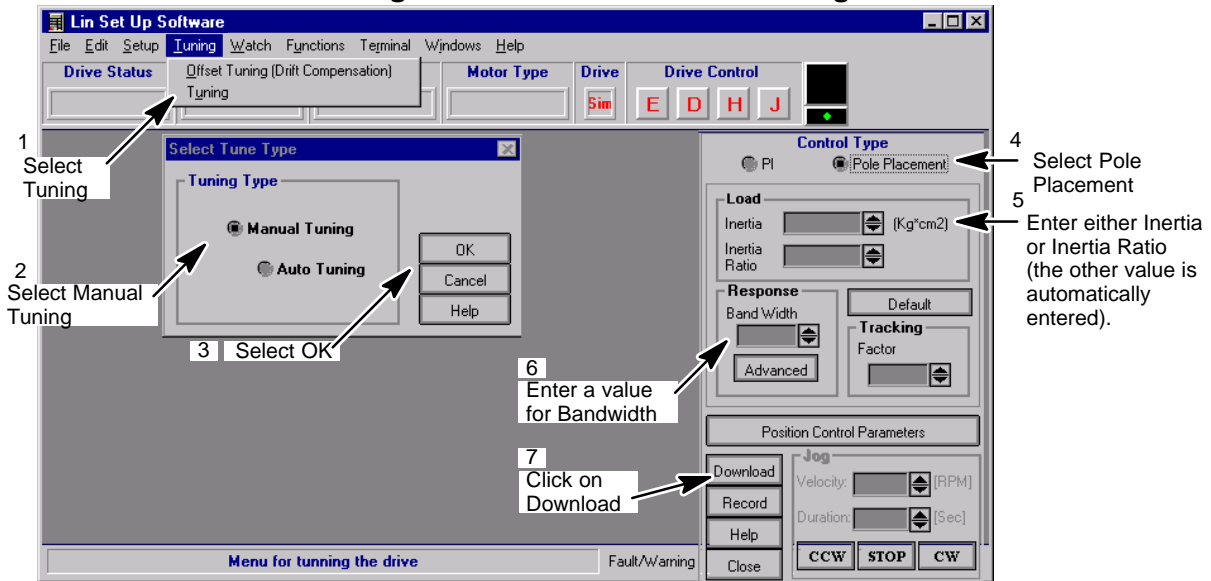 Lin Set Up Software
File Edit Setup Tuning Watch Functions Terminal Windows Help
Drive Status
Offset Tuning (Drift Compensation)
Tuning
Motor Type
Drive
Sim
Drive Control
E D H J
1
Select
Tuning
Select Tune Type
Tuning Type
Manual Tuning
Auto Tuning
OK
Cancel
Help
2
Select Manual
Tuning
3 Select OK
Control Type
PI
Pole Placement
4
Select Pole
Placement
Load
Inertia
(Kg*cm2)
Inertia
Ratio
5
Enter either Inertia
or Inertia Ratio
(the other value is
automatically
entered).
Response
Band Width
Advanced
Default
Tracking
Factor
6
Enter a value
for Bandwidth
Position Control Parameters
7
Click on
Download
Download
Record
Help
Close
Jog
Velocity:
[RPM]
Duration:
[Sec]
CCW STOP CW
Menu for tunning the drive
Fault/Warning